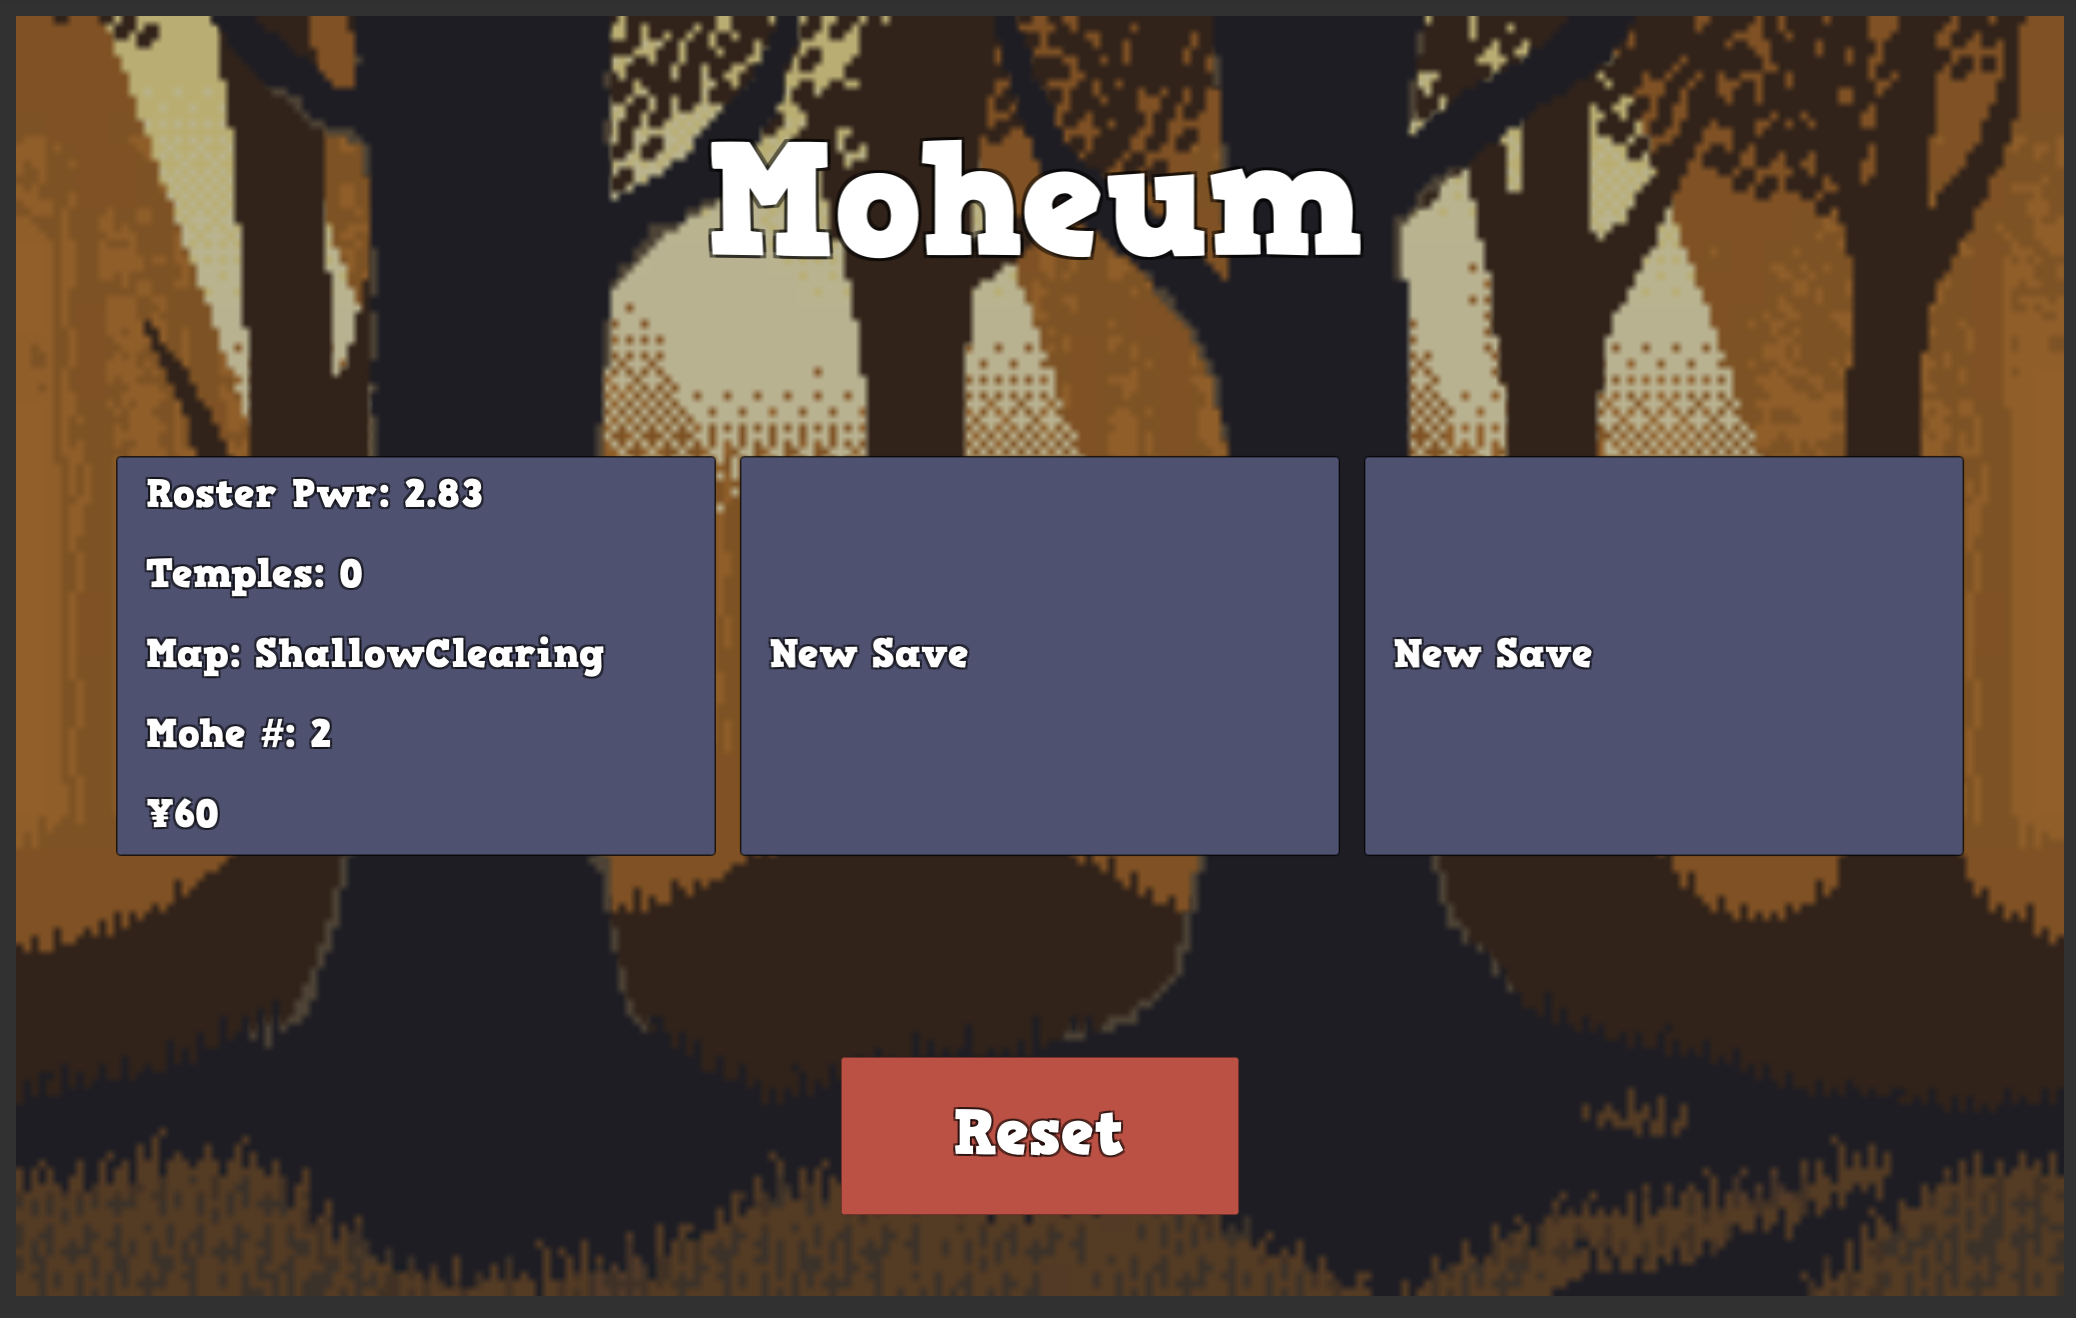 Moheum
Roster Pwr: 2.83
Temples: 0
Map: ShallowClearing
Mohe #: 2
¥60
New Save
New Save
Reset